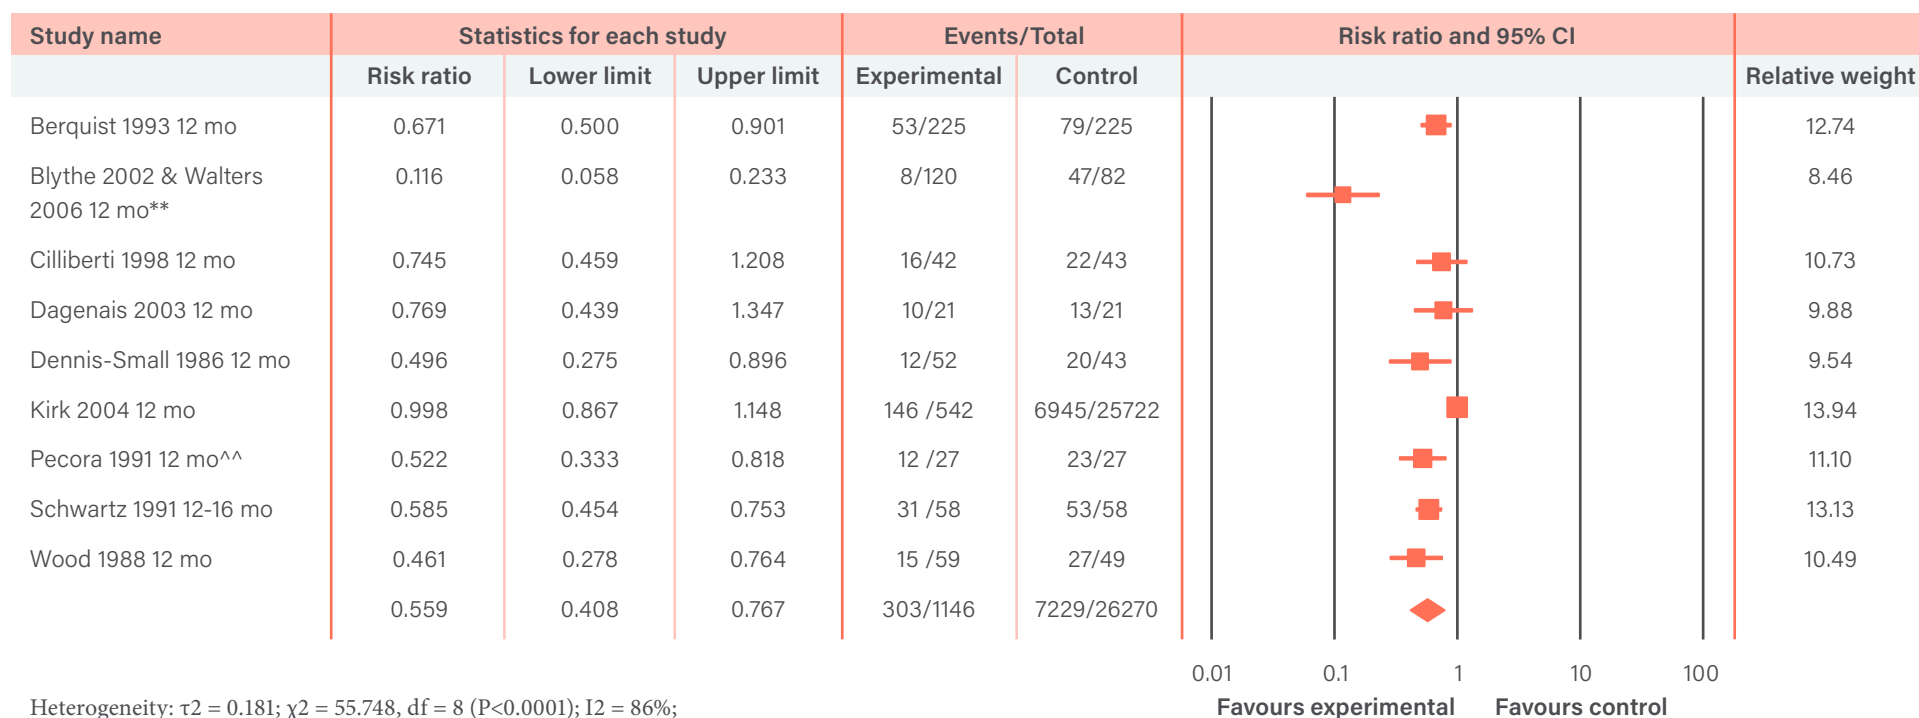 Study name Statistics for each study Events/Total Risk ratio and 95% CI
Risk ratio Lower limit Upper limit Experimental Control Relative weight
Berquist 1993 12 mo 0.671 0.500 0.901 53/225 79/225 12.74
Blythe 2002 & Walters 0.116 0.058 0.233 8/120 47/82 8.46
2006 12 mo**
Cilliberti 1998 12 mo 0.745 0.459 1.208 16/42 22/43 10.73
Dagenais 2003 12 mo 0.769 0.439 1.347 10/21 13/21 9.88
Dennis-Small 1986 12 mo 0.496 0.275 0.896 12/52 20/43 9.54
Kirk 2004 12 mo 0.998 0.867 1.148 146 /542 6945/25722 13.94
Pecora 1991 12 mo^^ 0.522 0.333 0.818 12 /27 23/27 11.10
Schwartz 1991 12-16 mo 0.585 0.454 0.753 31 /58 53/58 13.13
Wood 1988 12 mo 0.461 0.278 0.764 15 /59 27/49 10.49
0.559 0.408 0.767 303/1146 7229/26270
0.01 0.1 1 10 100
Heterogeneity: τ2 = 0.181; χ2 = 55.748, df = 8 (P<0.0001); I2 = 86%; Favours experimental Favours control